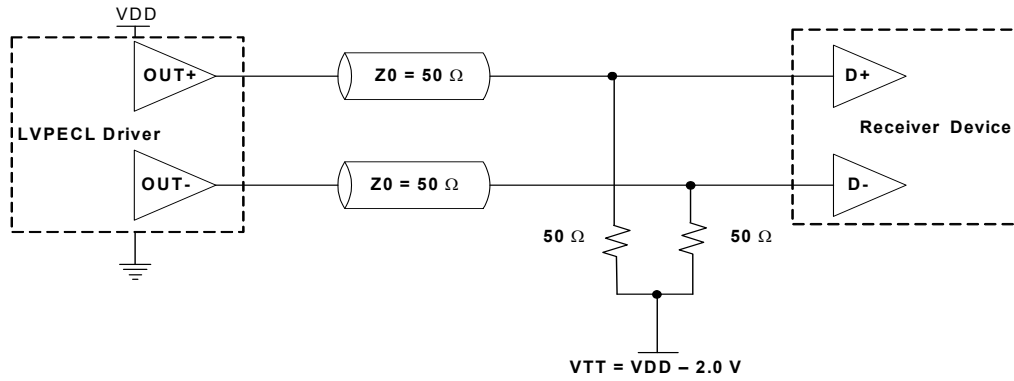 VDD
OUT+
Z0 = 50 Ω
D+
LVPECL Driver
Receiver Device
OUT-
Z0 = 50 Ω
D-
50 Ω
50 Ω
VTT = VDD – 2.0 V